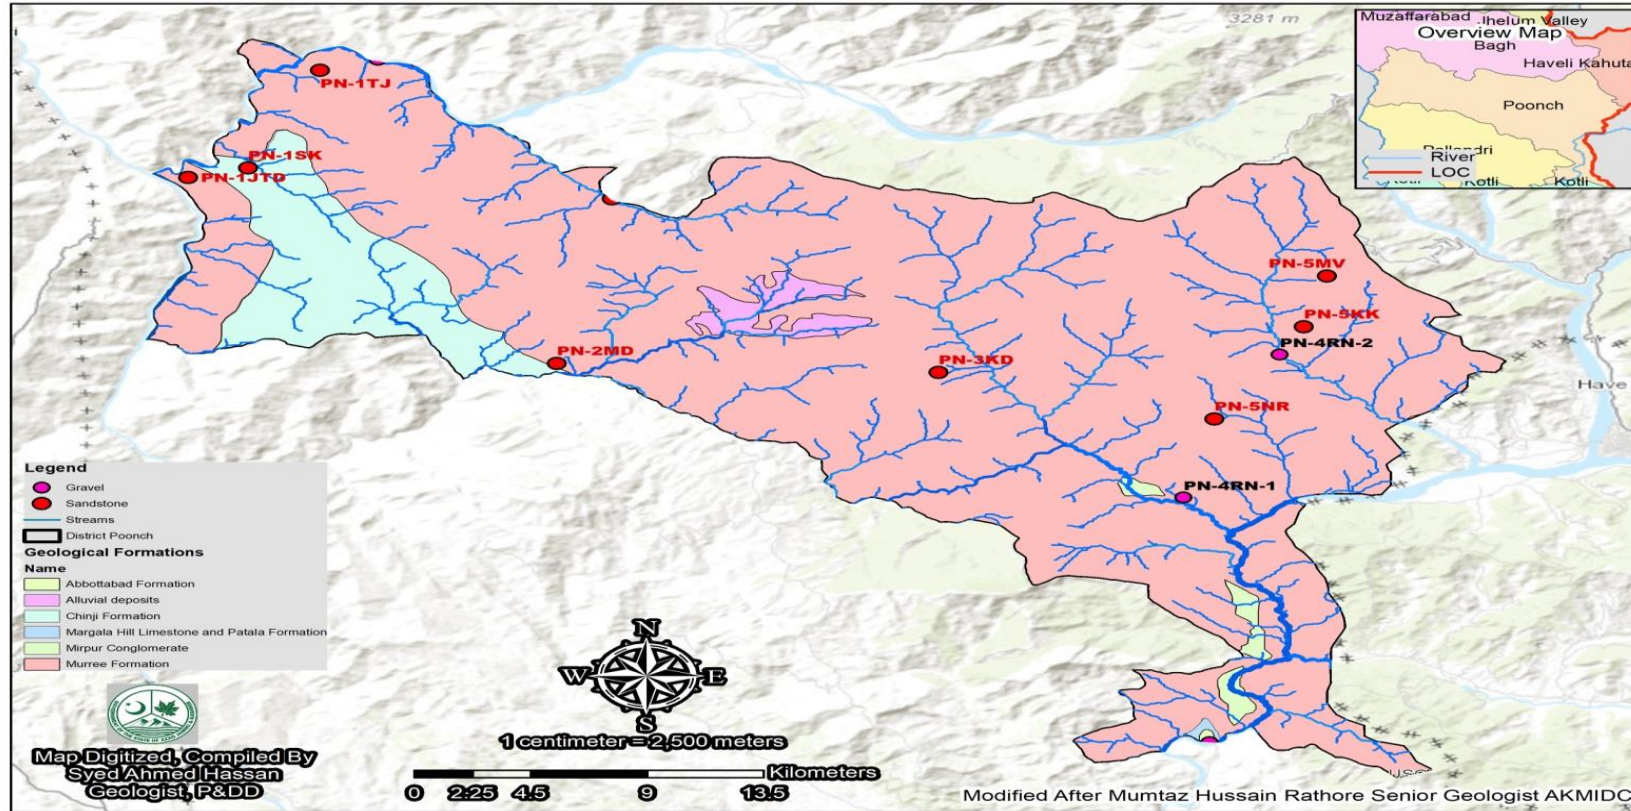 3281 m
Muzaffarabad
Jhelum Valley
Overview Map
Bagh
Haveli Kahuta
Poonch
Pallandri
River
LOC
Kotli
Kotli
Kotli
PN-1TJ
PN-1SK
PN-1JTD
PN-5MV
PN-5KK
PN-4RN-2
PN-2MD
PN-3KD
PN-5NR
PN-4RN-1
Have
Legend
Gravel
Sandstone
Streams
District Poonch
Geological Formations
Name
Abbottabad Formation
Alluvial deposits
Chinji Formation
Margala Hill Limestone and Patala Formation
Mirpur Conglomerate
Murree Formation
N
W E
S
1 centimeter = 2,500 meters
Map Digitized, Compiled By
Syed Ahmed Hassan
Geologist, P&DD
Kilometers
0 2.25 4.5 9 13.5
Modified After Mumtaz Hussain Rathore Senior Geologist AKMIDC